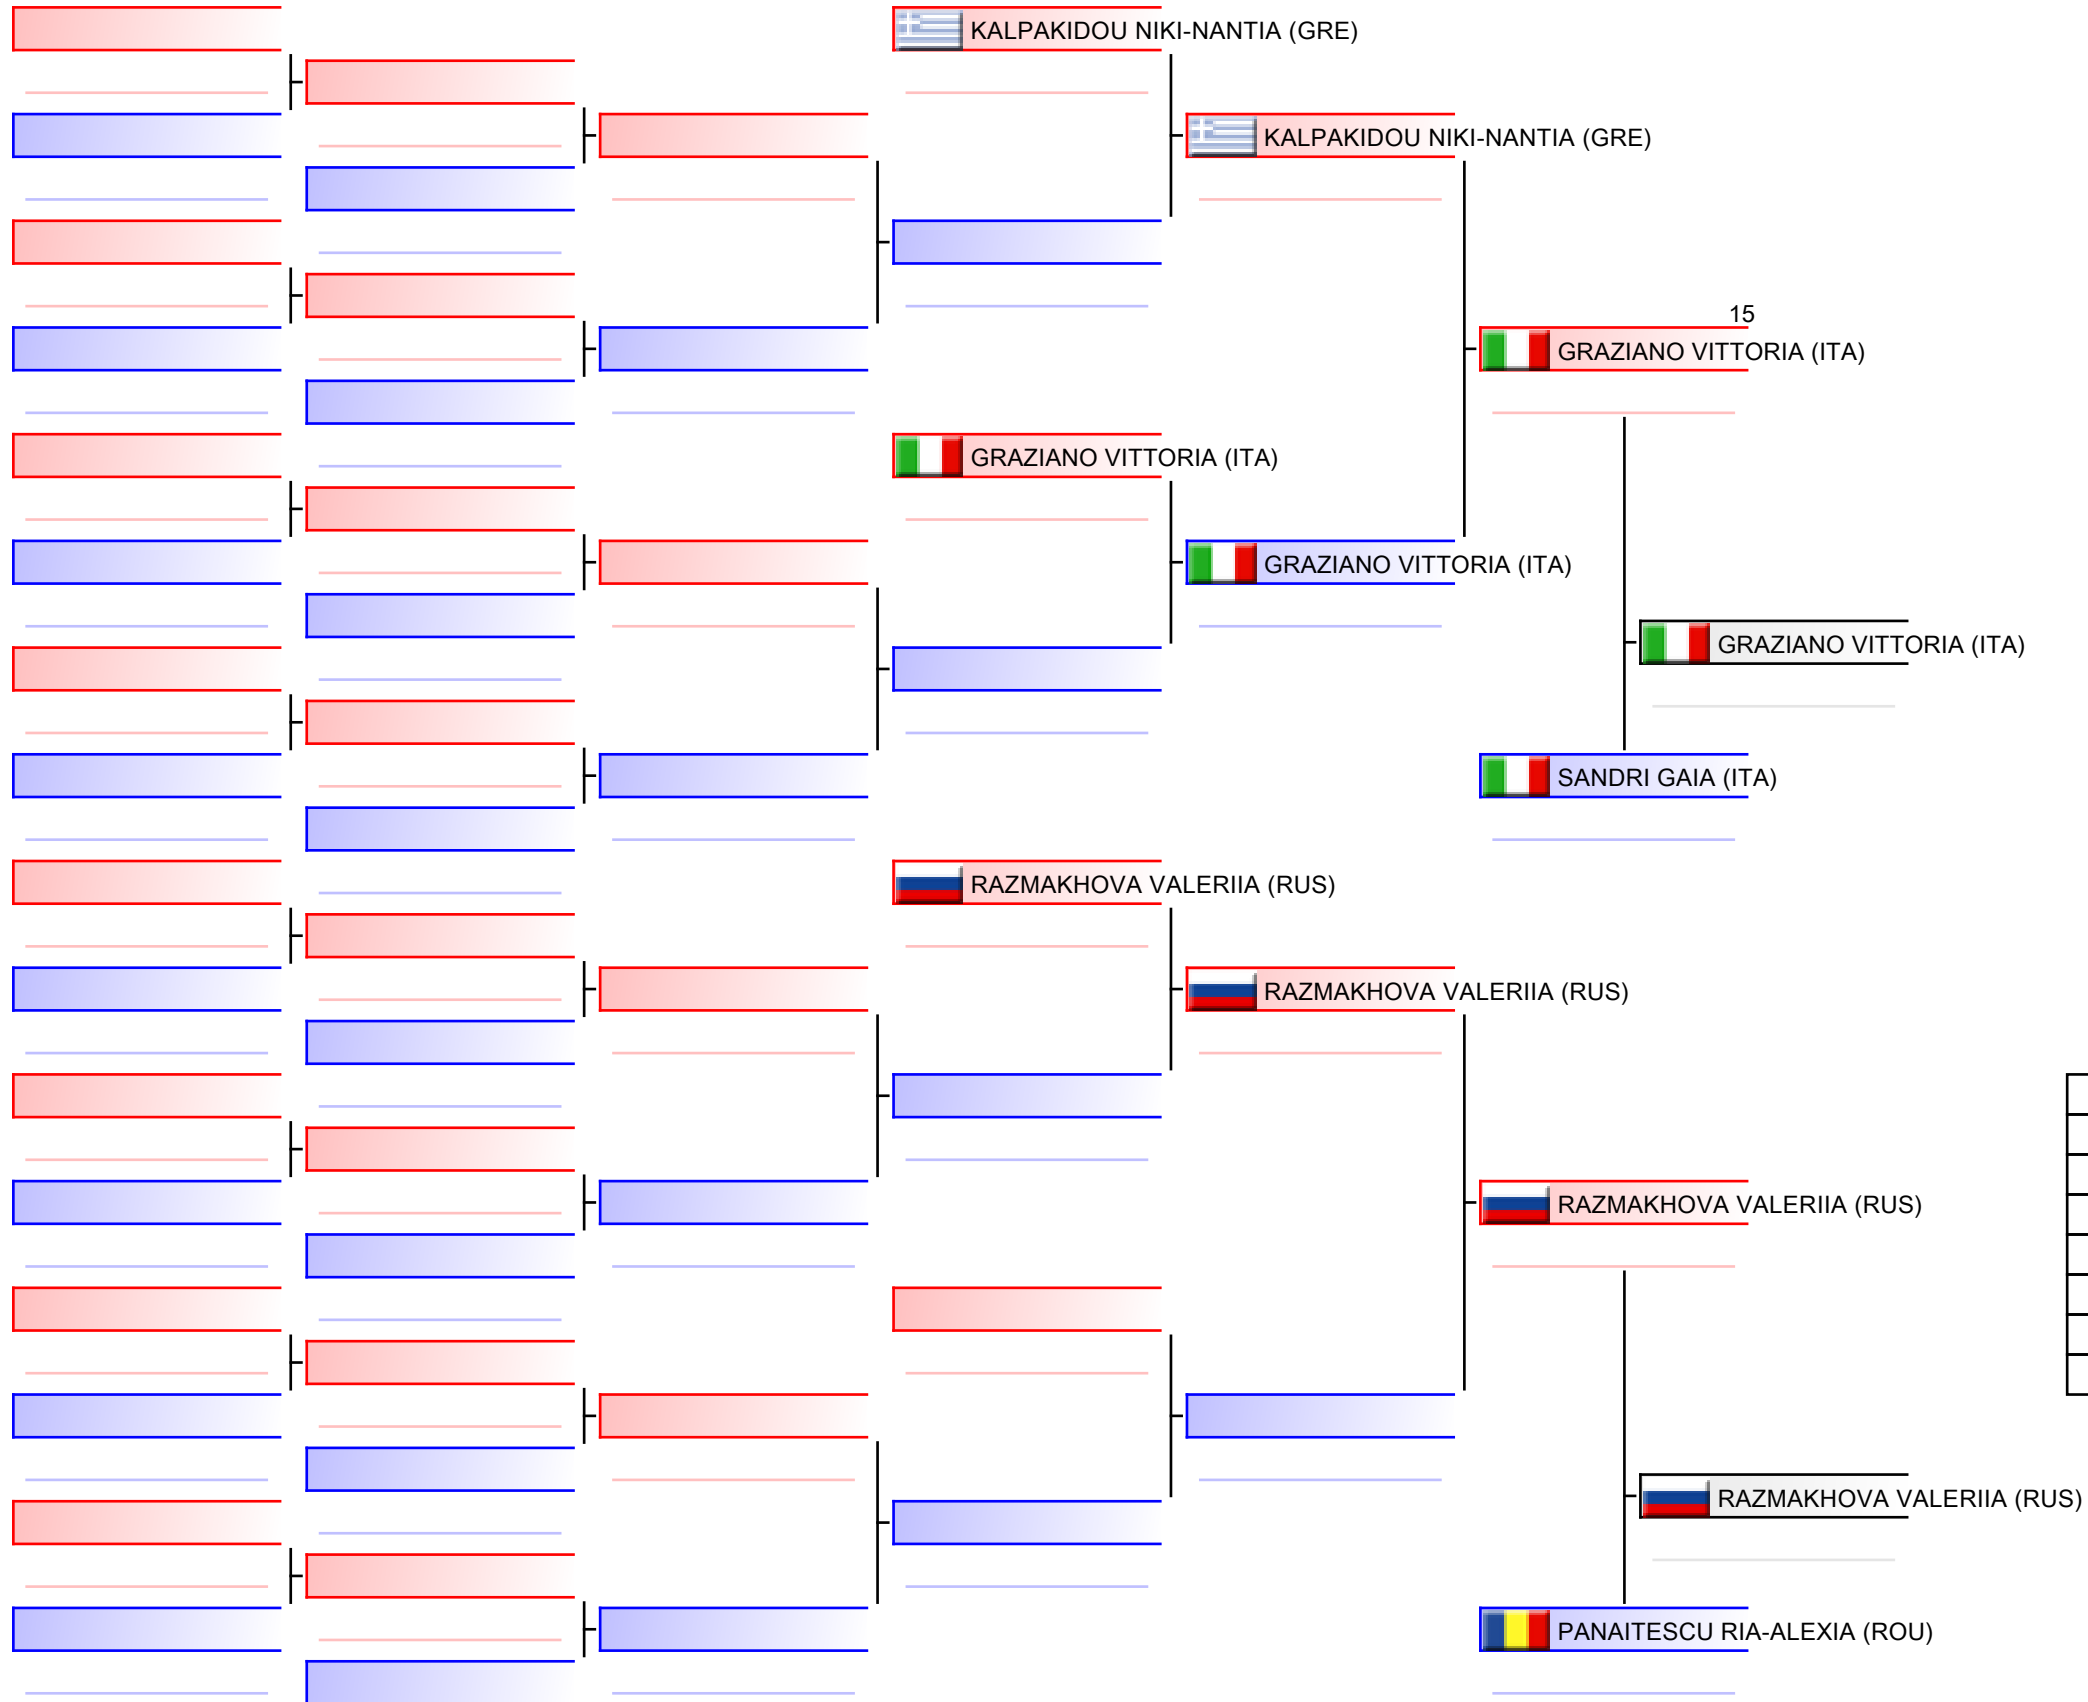 KALPAKIDOU NIKI-NANTIA (GRE)
KALPAKIDOU NIKI-NANTIA (GRE)
15
GRAZIANO VITTORIA (ITA)
GRAZIANO VITTORIA (ITA)
GRAZIANO VITTORIA (ITA)
GRAZIANO VITTORIA (ITA)
SANDRI GAIA (ITA)
RAZMAKHOVA VALERIIA (RUS)
RAZMAKHOVA VALERIIA (RUS)
RAZMAKHOVA VALERIIA (RUS)
RAZMAKHOVA VALERIIA (RUS)
PANAITESCU RIA-ALEXIA (ROU)